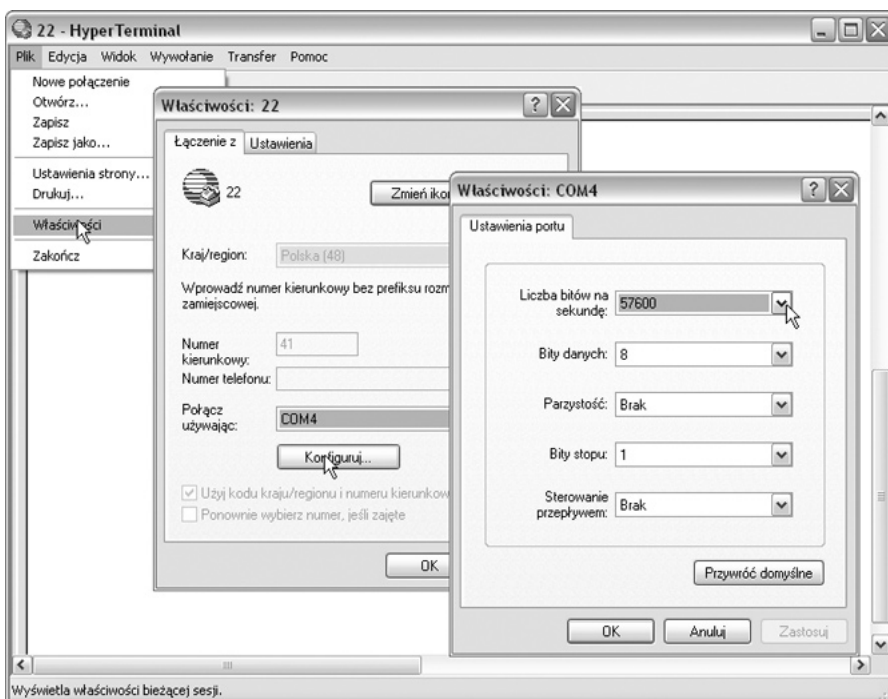 22 - HyperTerminal
Plik Edycja Widok Wywołanie Transfer Pomoc
Nowe połączenie
Otwórz...
Zapisz
Zapisz jako...
Ustawienia strony...
Drukuj...
Właściwości
Zakończ
Właściwości: 22
Łączenie z Ustawienia
22
Zmień
Kraj/region: Polska (48)
Wprowadź numer kierunkowy bez prefiksu
zamiejscowej.
Numer
kierunkowy:
41
Numer telefonu:
Połącz
używając:
COM4
Konfiguruj...
Użyj kodu kraju/regionu i numeru
Ponownie wybierz numer, jeśli zajęte
OK
Właściwości: COM4
Ustawienia portu
Liczba bitów na
sekundę:
57600
Bity danych: 8
Parzystość: Brak
Bity stopu: 1
Sterowanie
przepływem:
Brak
Przywróć domyślne
OK Anuluj Zastosuj
Wyświetla właściwości bieżącej sesji.